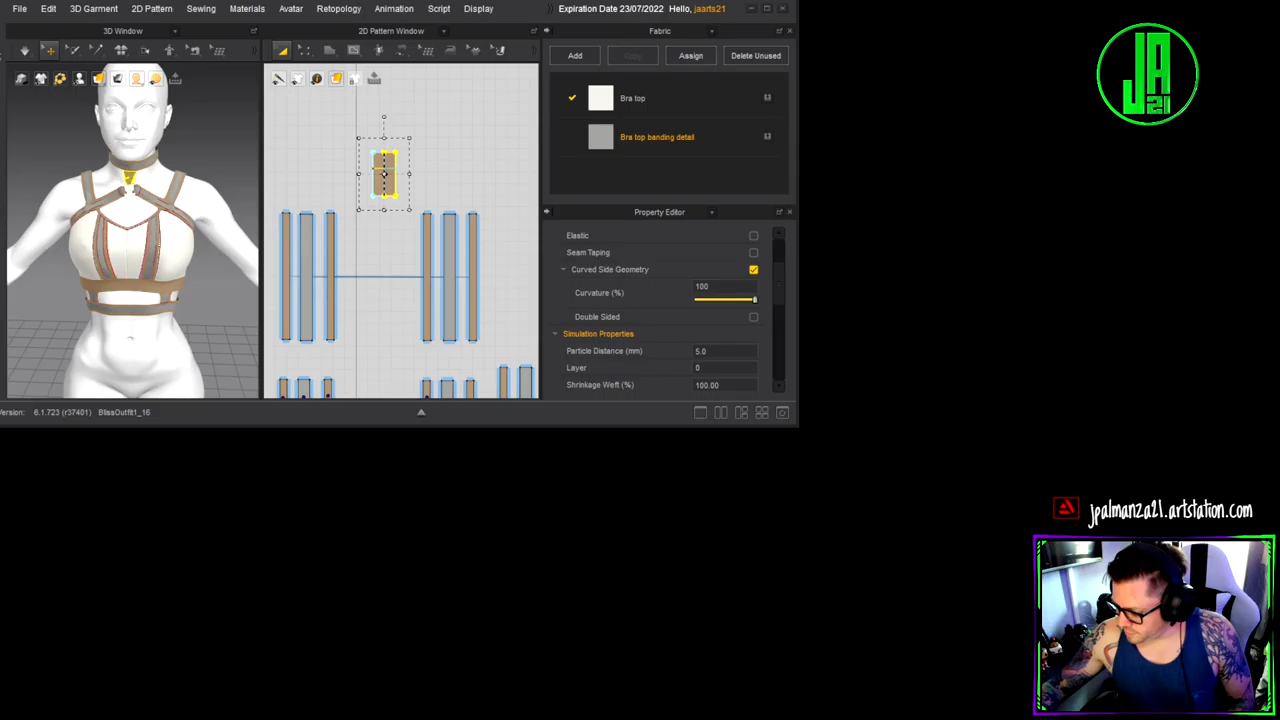 File Edit 3D Garment 2D Pattern Sewing Materials Avatar Retopology Animation Script Display Expiration Date 23/07/2022 Hello, jaarts21
3D Window 2D Pattern Window Fabric
Add Copy Assign Delete Unused
Bra top
Bra top banding detail
Property Editor
Elastic
Seam Taping
Curved Side Geometry
Curvature (%) 100
Double Sided
Simulation Properties
Particle Distance (mm) 5.0
Layer 0
Shrinkage Weft (%) 100.00
Version: 6.1.723 (r37401) BlissOutfit1_16
JA
21
jpalmanza21.artstation.com